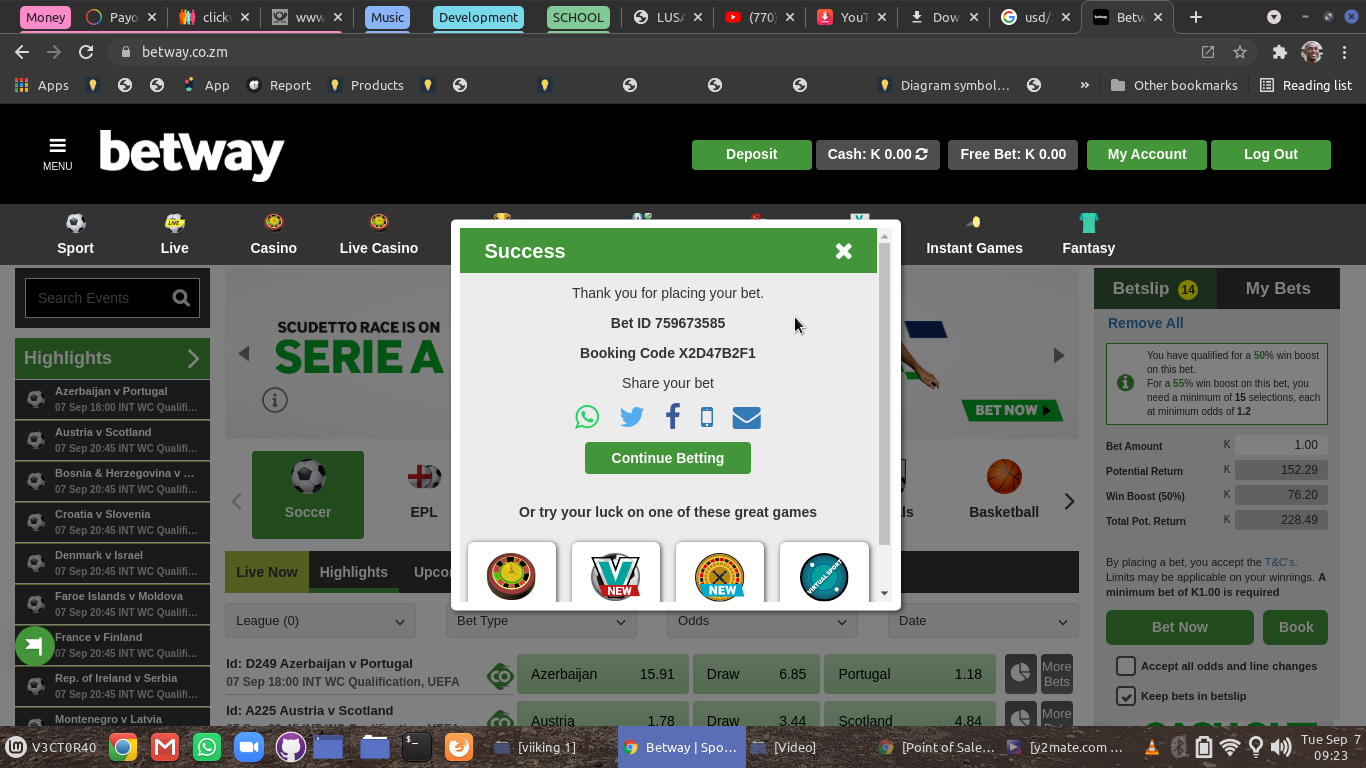 Money
Payo
click
www
Music
Development
SCHOOL
LUSA
(770)
YouT
Dow
usd/
Betw
betway.co.zm
Apps
App
Report
Products
Diagram symbol...
»
Other bookmarks
Reading list
MENU
betway
Deposit
Cash: K 0.00
Free Bet: K 0.00
My Account
Log Out
Sport
Live
Casino
Live Casino
Instant Games
Fantasy
Search Events
Highlights
Azerbaijan v Portugal
07 Sep 18:00 INT WC Qualifi...
Austria v Scotland
07 Sep 20:45 INT WC Qualifi...
Bosnia & Herzegovina v ...
07 Sep 20:45 INT WC Qualifi...
Croatia v Slovenia
07 Sep 20:45 INT WC Qualifi...
Denmark v Israel
07 Sep 20:45 INT WC Qualifi...
Faroe Islands v Moldova
07 Sep 20:45 INT WC Qualifi...
France v Finland
07 Sep 20:45 INT WC Qualifi...
Rep. of Ireland v Serbia
07 Sep 20:45 INT WC Qualifi...
Montenegro v Latvia
SCUDETTO RACE IS ON
SERIE A
BET NOW
Soccer
EPL
Basketball
Live Now
Highlights
Upco
League (0)
Bet Type
Odds
Date
Id: D249 Azerbaijan v Portugal
07 Sep 18:00 INT WC Qualification, UEFA
Azerbaijan 15.91
Draw 6.85
Portugal 1.18
More Bets
Id: A225 Austria v Scotland
07 Sep 20:45 INT WC Qualification, UEFA
Austria 1.78
Draw 3.44
Scotland 4.84
More
Success
Thank you for placing your bet.
Bet ID 759673585
Booking Code X2D47B2F1
Share your bet
Continue Betting
Or try your luck on one of these great games
V
NEW
NEW
VIRTUAL SPORT
Betslip 14
My Bets
Remove All
You have qualified for a 50% win boost
on this bet.
For a 55% win boost on this bet, you
need a minimum of 15 selections, each
at minimum odds of 1.2
Bet Amount K 1.00
Potential Return K 152.29
Win Boost (50%) K 76.20
Total Pot. Return K 228.49
By placing a bet, you accept the T&C's.
Limits may be applicable on your winnings. A
minimum bet of K1.00 is required
Bet Now
Book
Accept all odds and line changes
Keep bets in betslip
V3CT0R40
[viiking 1]
Betway | Spo...
[Video]
[Point of Sale...
[y2mate.com ...
Tue Sep 7
09:23